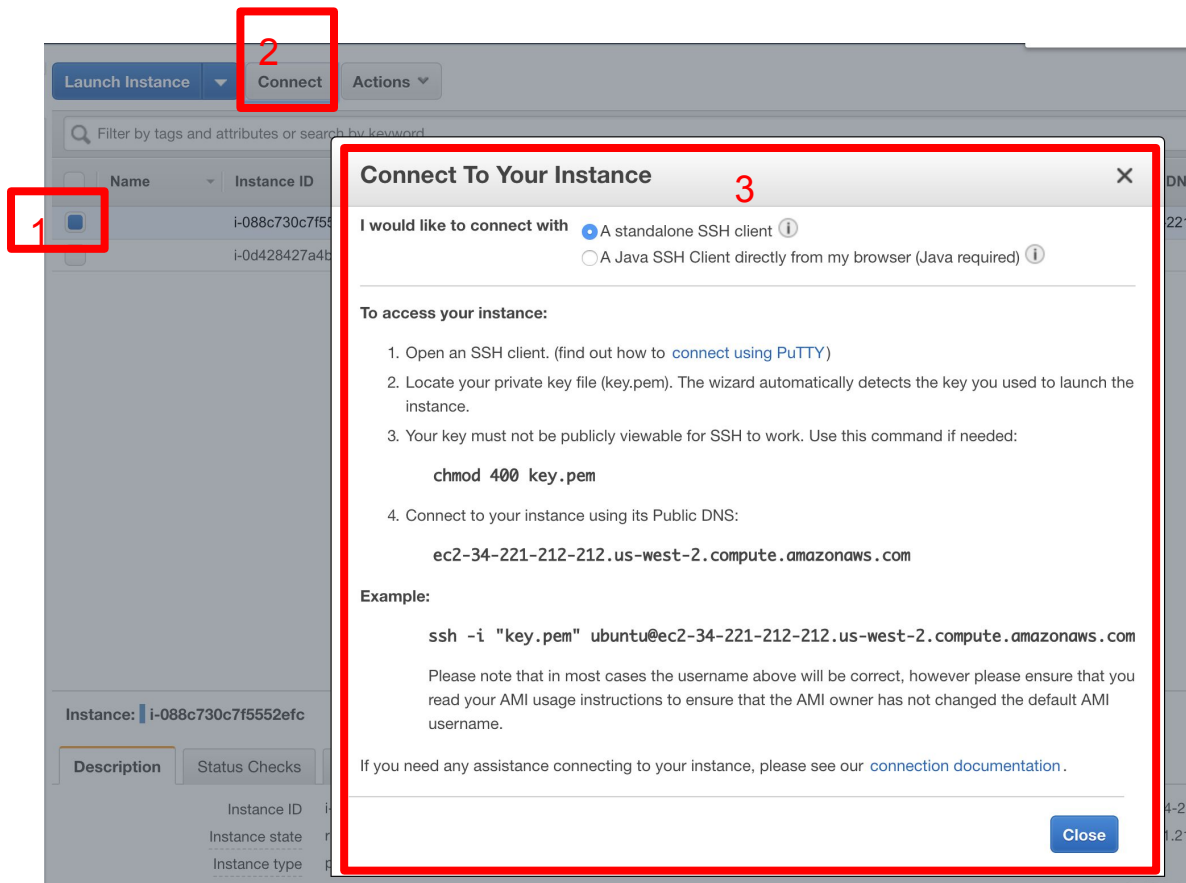 2
Launch Instance Connect Actions
Filter by tags and attributes or search by keyword
Name Instance ID
1
i-088c730c7f55
i-0d428427a4b
Connect To Your Instance
3
DN
221
I would like to connect with A standalone SSH client
A Java SSH Client directly from my browser (Java required)
To access your instance:
1. Open an SSH client. (find out how to connect using PuTTY)
2. Locate your private key file (key.pem). The wizard automatically detects the key you used to launch the
instance.
3. Your key must not be publicly viewable for SSH to work. Use this command if needed:
chmod 400 key.pem
4. Connect to your instance using its Public DNS:
ec2-34-221-212-212.us-west-2.compute.amazonaws.com
Example:
ssh -i "key.pem" ubuntu@ec2-34-221-212-212.us-west-2.compute.amazonaws.com
Please note that in most cases the username above will be correct, however please ensure that you
read your AMI usage instructions to ensure that the AMI owner has not changed the default AMI
username.
If you need any assistance connecting to your instance, please see our connection documentation.
Close
Instance: i-088c730c7f5552efc
Description Status Checks
Instance ID
Instance state
Instance type